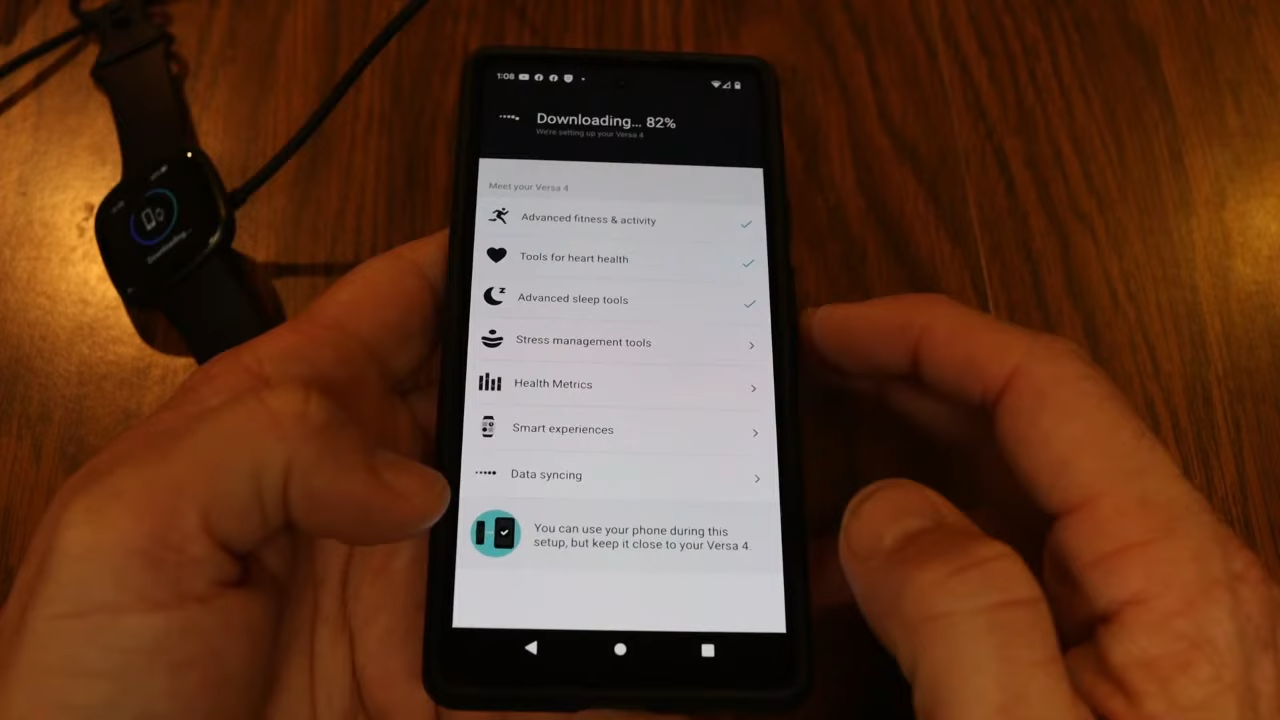 1:08
Downloading... 82%
We're setting up your Versa 4
Meet your Versa 4
Advanced fitness & activity
Tools for heart health
Advanced sleep tools
Stress management tools
Health Metrics
Smart experiences
Data syncing
You can use your phone during this
setup, but keep it close to your Versa 4.
Downloading...